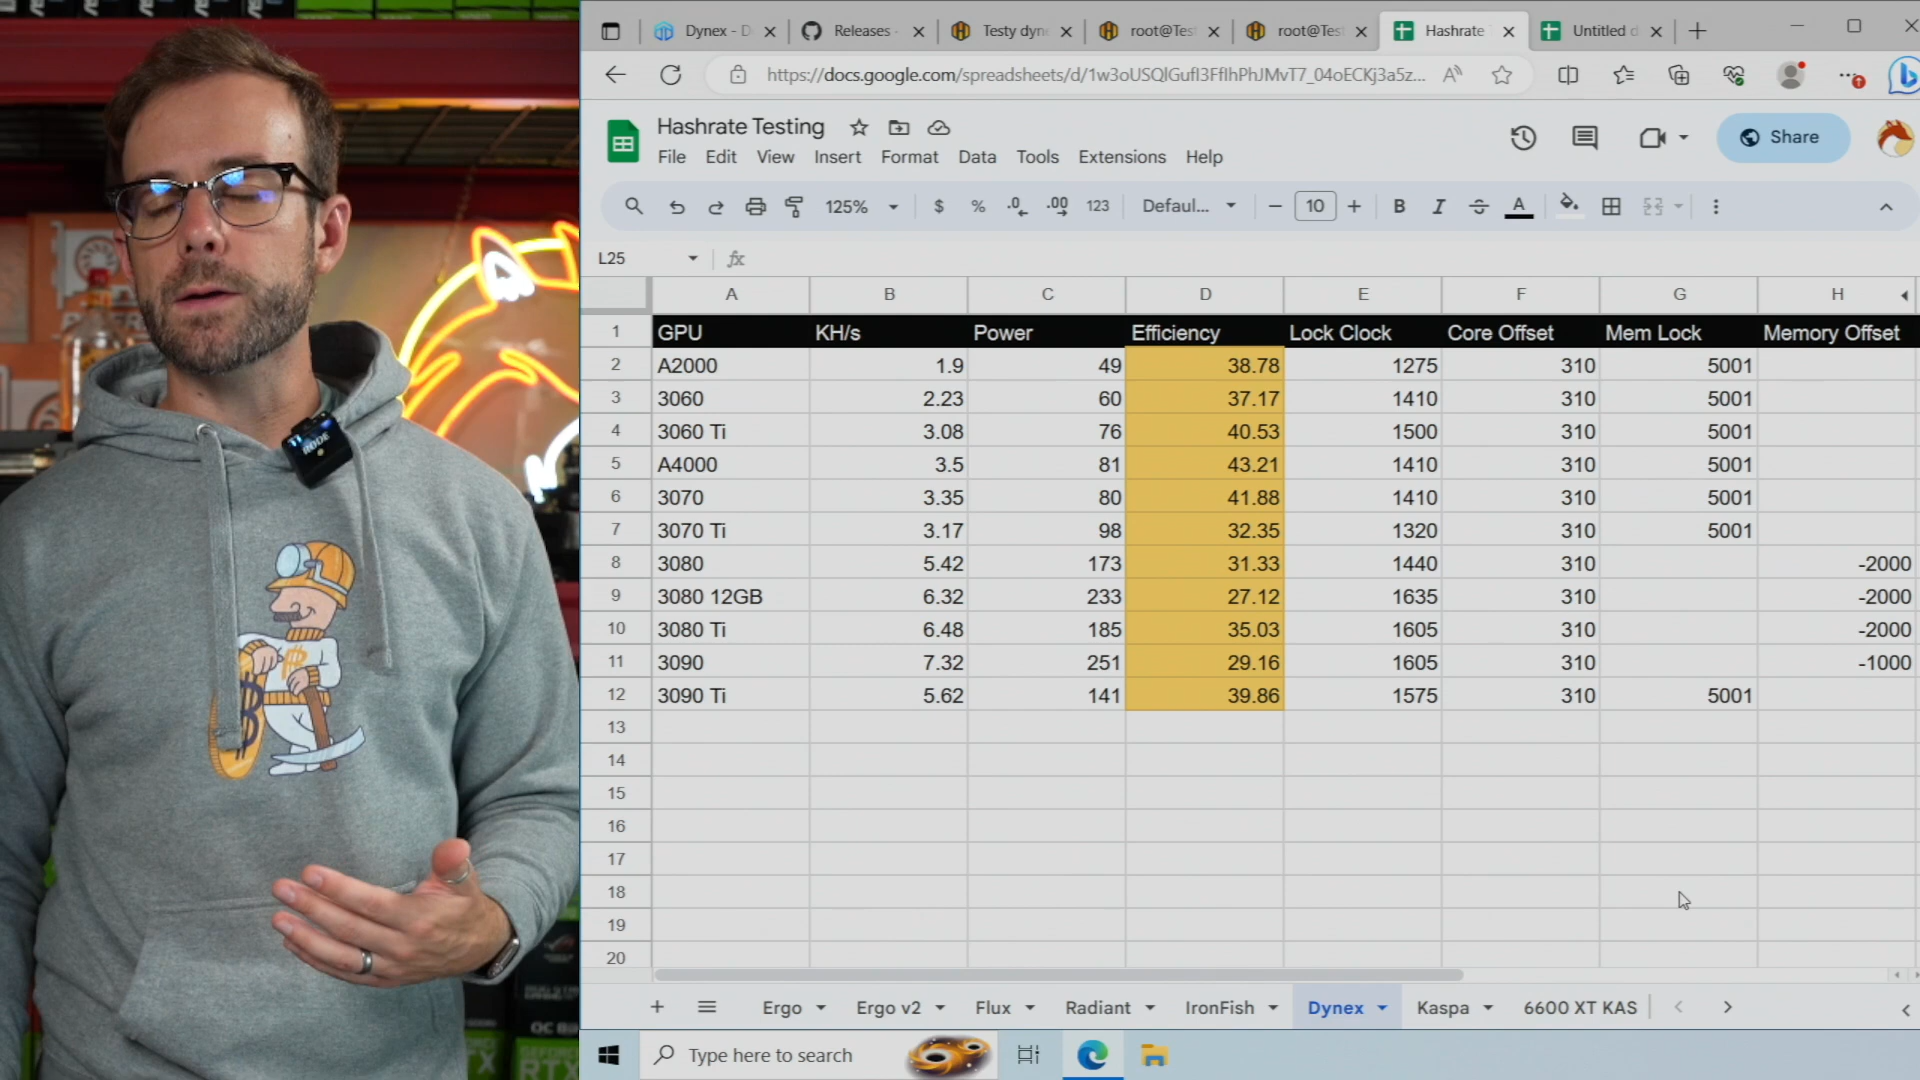 Dynex - D
Releases -
Testy dyn
root@Test
root@Test
Hashrate T
Untitled d
https://docs.google.com/spreadsheets/d/1w3oUSQlGufl3FflhPhJMvT7_04oECKj3a5z...
Hashrate Testing
File Edit View Insert Format Data Tools Extensions Help
Share
125% $ % .0 .00 123 Defaul... 10 B I A
L25 fx
A B C D E F G H
1 GPU KH/s Power Efficiency Lock Clock Core Offset Mem Lock Memory Offset
2 A2000 1.9 49 38.78 1275 310 5001
3 3060 2.23 60 37.17 1410 310 5001
4 3060 Ti 3.08 76 40.53 1500 310 5001
5 A4000 3.5 81 43.21 1410 310 5001
6 3070 3.35 80 41.88 1410 310 5001
7 3070 Ti 3.17 98 32.35 1320 310 5001
8 3080 5.42 173 31.33 1440 310 -2000
9 3080 12GB 6.32 233 27.12 1635 310 -2000
10 3080 Ti 6.48 185 35.03 1605 310 -2000
11 3090 7.32 251 29.16 1605 310 -1000
12 3090 Ti 5.62 141 39.86 1575 310 5001
13
14
15
16
17
18
19
20
Ergo Ergo v2 Flux Radiant IronFish Dynex Kaspa 6600 XT KAS
Type here to search
RODE
OC
RTX